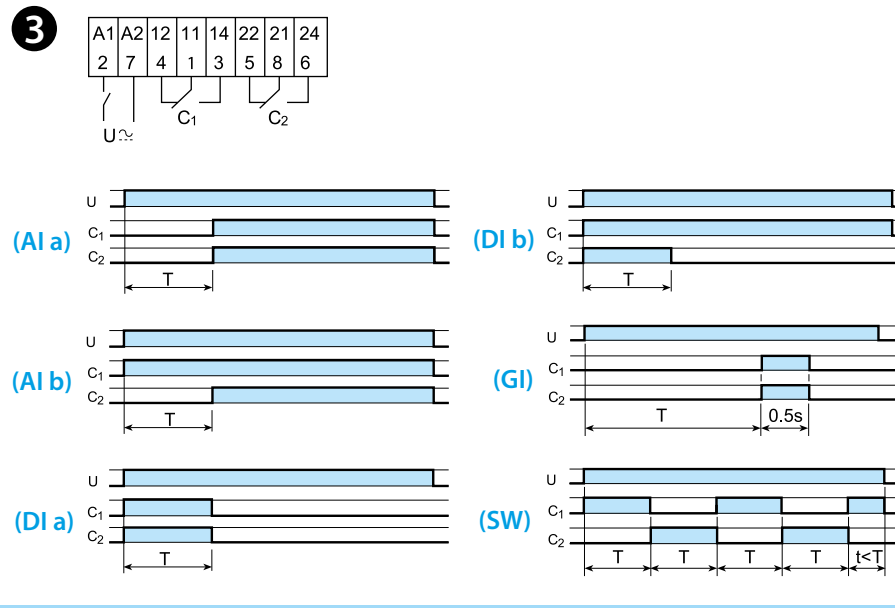 3
A1 A2 12 11 14 22 21 24
2 7 4 1 3 5 8 6
C1 C2
U
(AI a)
U
C1
C2
T
(DI b)
U
C1
C2
T
(AI b)
U
C1
C2
T
(GI)
U
C1
C2
T 0.5s
(DI a)
U
C1
C2
T
(SW)
U
C1
C2
T T T T t<T